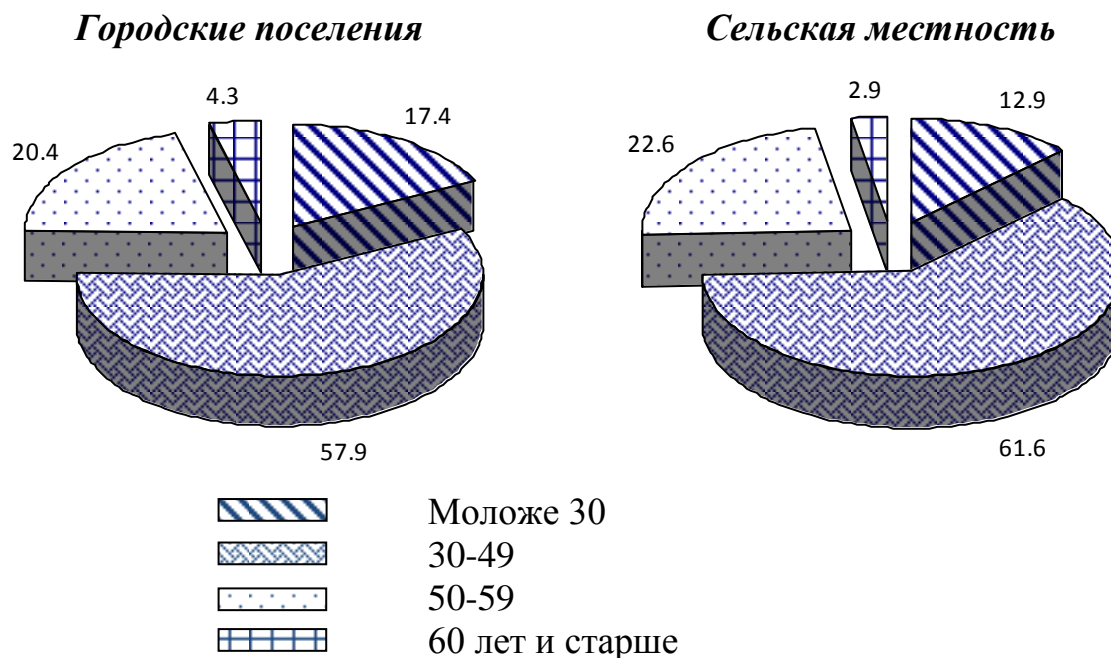 Городские поселения
Сельская местность
4.3
17.4
20.4
57.9
2.9
12.9
22.6
61.6
Моложе 30
30-49
50-59
60 лет и старше